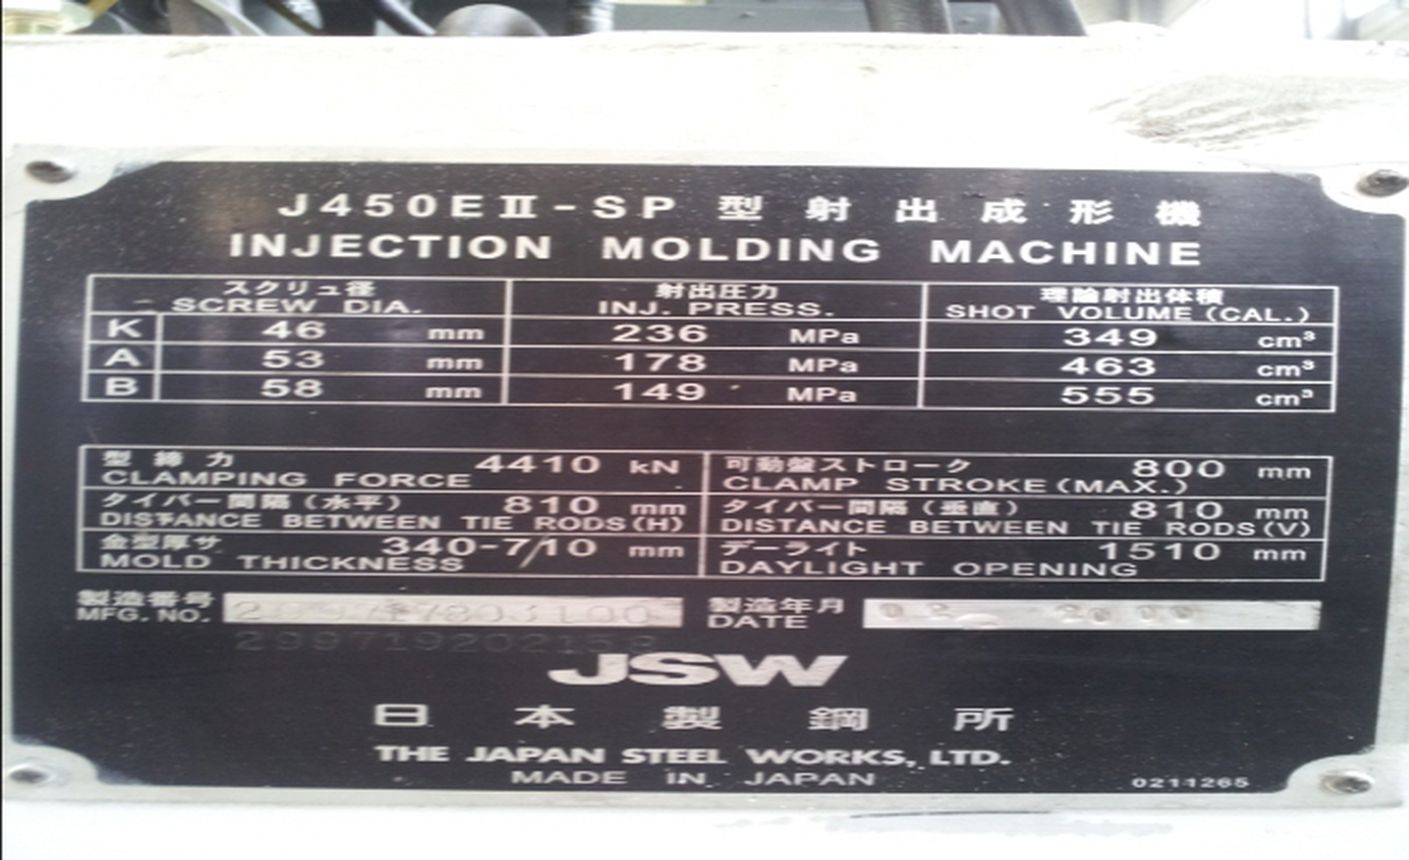 J450EⅡ-SP 型射出成形機
INJECTION MOLDING MACHINE
スクリュ径 射出圧力 理論射出体積
SCREW DIA. INJ. PRESS. SHOT VOLUME (CAL.)
K 46 mm 236 MPa 349 cm³
A 53 mm 178 MPa 463 cm³
B 58 mm 149 MPa 555 cm³
型締力 4410 kN 可動盤ストローク 800 mm
CLAMPING FORCE CLAMP STROKE (MAX.)
タイバー間隔(水平) 810 mm タイバー間隔(垂直) 810 mm
DISTANCE BETWEEN TIE RODS (H) DISTANCE BETWEEN TIE RODS (V)
金型厚サ 340-710 mm デーライト 1510 mm
MOLD THICKNESS DAYLIGHT OPENING
製造番号 製造年月
MFG. NO. DATE
JSW
日本製鋼所
THE JAPAN STEEL WORKS, LTD.
MADE IN JAPAN 0211265